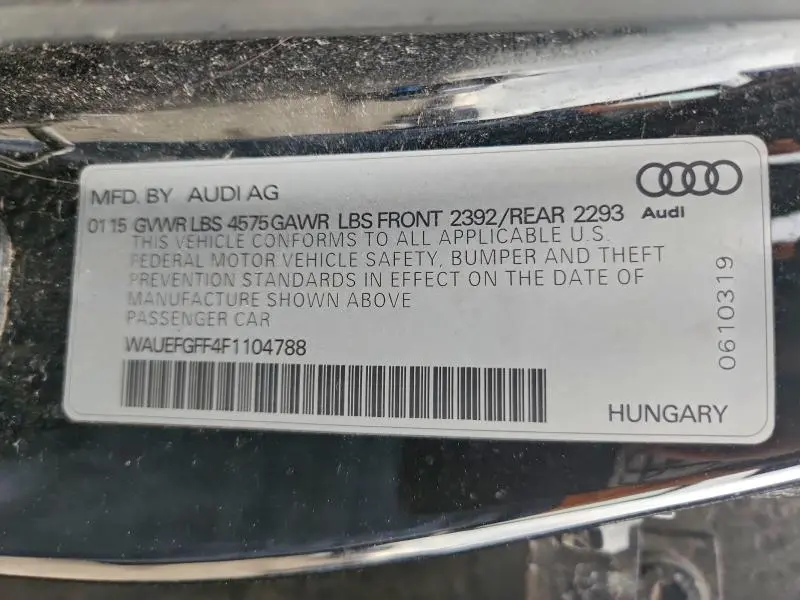 MFD. BY AUDI AG
0115 GVWR LBS 4575 GAWR LBS FRONT 2392/REAR 2293
Audi
THIS VEHICLE CONFORMS TO ALL APPLICABLE U.S.
FEDERAL MOTOR VEHICLE SAFETY, BUMPER AND THEFT
PREVENTION STANDARDS IN EFFECT ON THE DATE OF
MANUFACTURE SHOWN ABOVE
PASSENGER CAR
WAUEFGFF4F1104788
0610319
HUNGARY